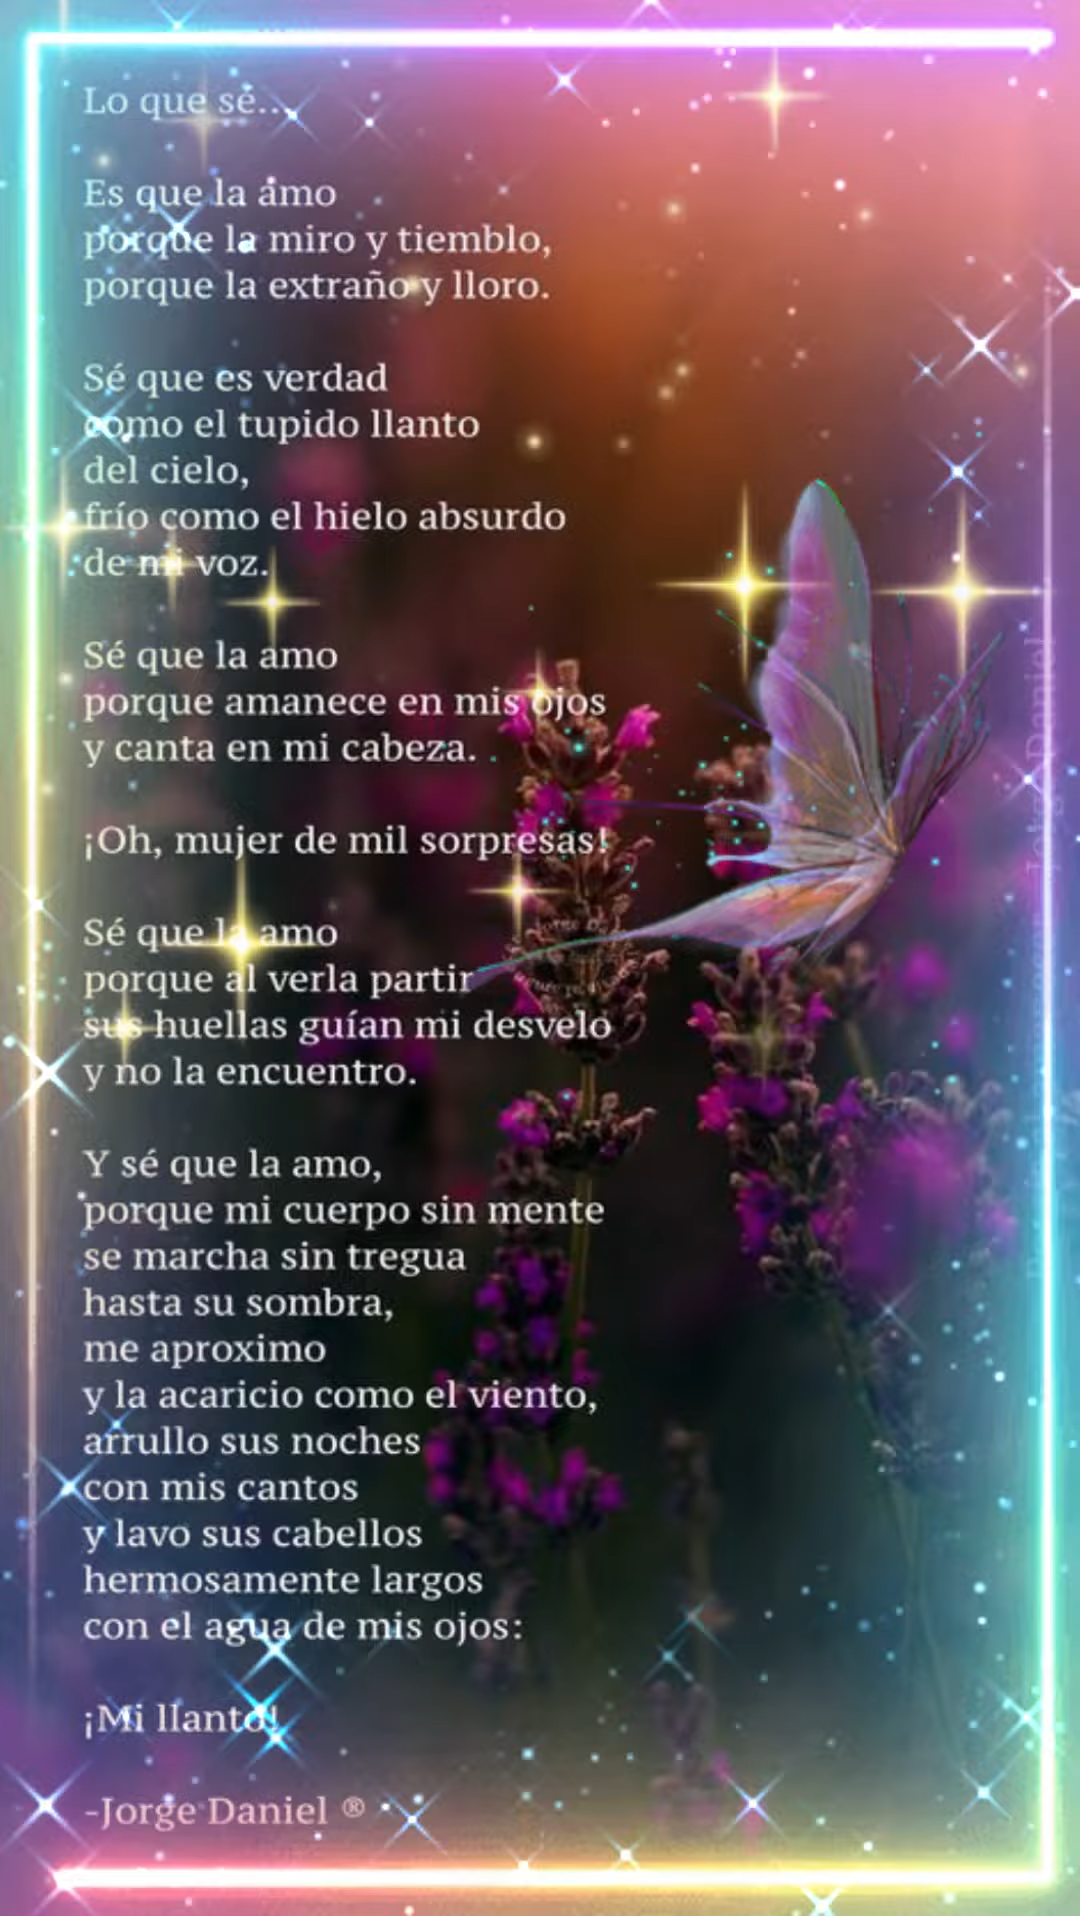 Lo que sé...
Es que la amo
porque la miro y tiemblo,
porque la extraño y lloro.
Sé que es verdad
como el tupido llanto
del cielo,
frío como el hielo absurdo
de mi voz.
Sé que la amo
porque amanece en mis ojos
y canta en mi cabeza.
¡Oh, mujer de mil sorpresas!
Sé que la amo
porque al verla partir
sus huellas guían mi desvelo
y no la encuentro.
Y sé que la amo,
porque mi cuerpo sin mente
se marcha sin tregua
hasta su sombra,
me aproximo
y la acaricio como el viento,
arrullo sus noches
con mis cantos
y lavo sus cabellos
hermosamente largos
con el agua de mis ojos:
¡Mi llanto!
-Jorge Daniel ®
Jorge Daniel